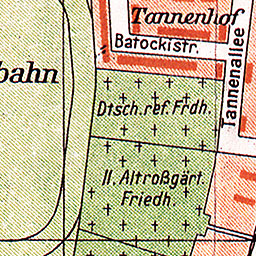 Tannenhof
Batockistr.
bahn
Tannenallee
Dtsch.ref.Frdh.
II. Altroßgärt.
Friedh.